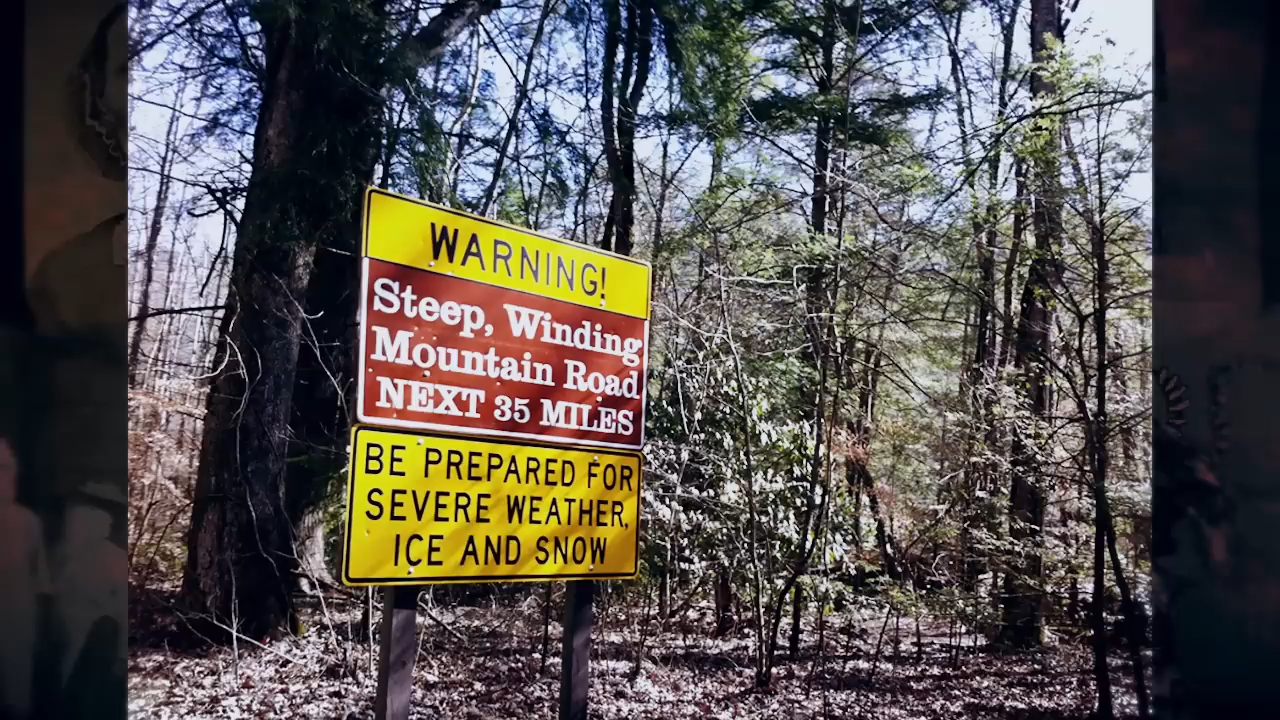 WARNING!
Steep, Winding
Mountain Road
NEXT 35 MILES
BE PREPARED FOR
SEVERE WEATHER,
ICE AND SNOW